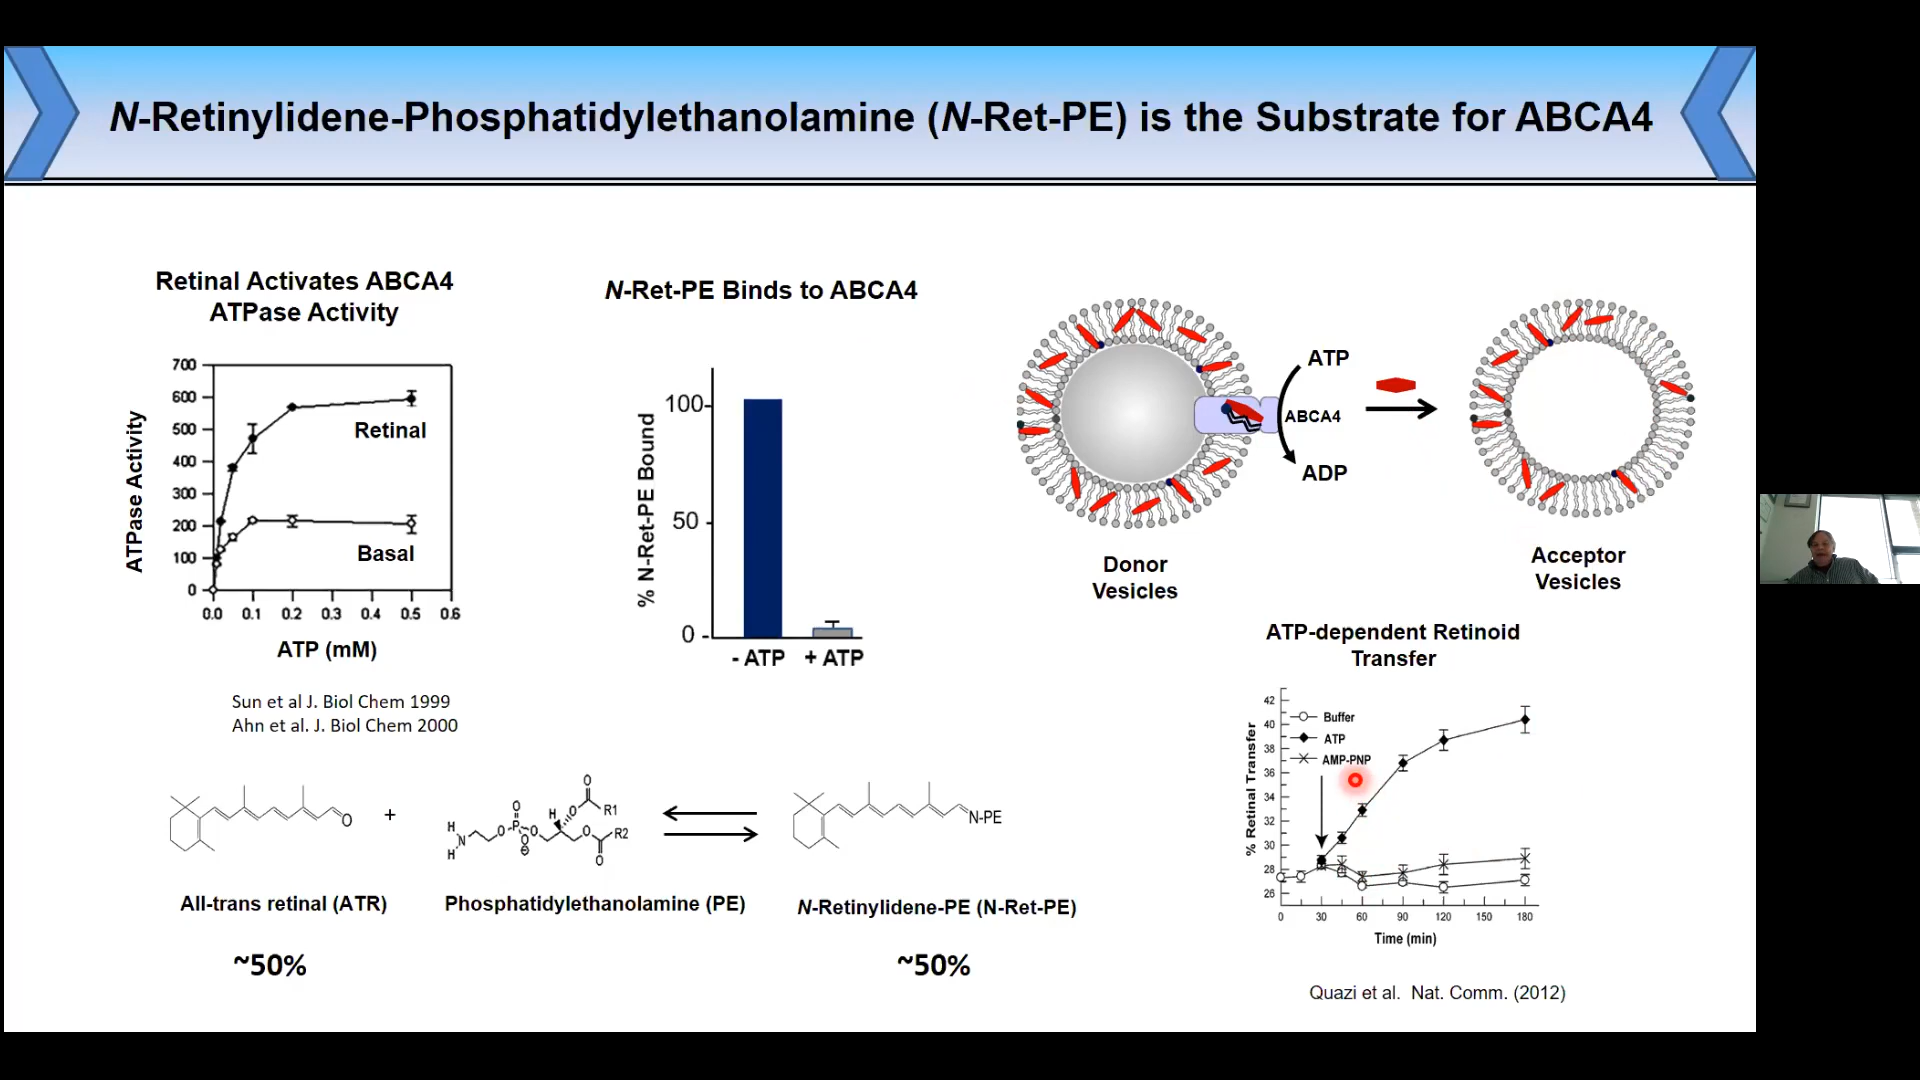 N-Retinylidene-Phosphatidylethanolamine (N-Ret-PE) is the Substrate for ABCA4
Retinal Activates ABCA4
ATPase Activity
ATPase Activity
700
600
500
400
300
200
100
0
Retinal
Basal
0.0 0.1 0.2 0.3 0.4 0.5 0.6
ATP (mM)
Sun et al J. Biol Chem 1999
Ahn et al. J. Biol Chem 2000
N-Ret-PE Binds to ABCA4
% N-Ret-PE Bound
100
50
0
- ATP + ATP
ATP
ABCA4
ADP
Donor
Vesicles
Acceptor
Vesicles
ATP-dependent Retinoid
Transfer
% Retinal Transfer
42
40
38
36
34
32
30
28
26
Buffer
ATP
AMP-PNP
0 30 60 90 120 150 180
Time (min)
Quazi et al. Nat. Comm. (2012)
O
+
H
H
N
O
O
P
O
⊖
O
H
O
O
R1
O
R2
O
N-PE
All-trans retinal (ATR)
Phosphatidylethanolamine (PE)
N-Retinylidene-PE (N-Ret-PE)
~50%
~50%